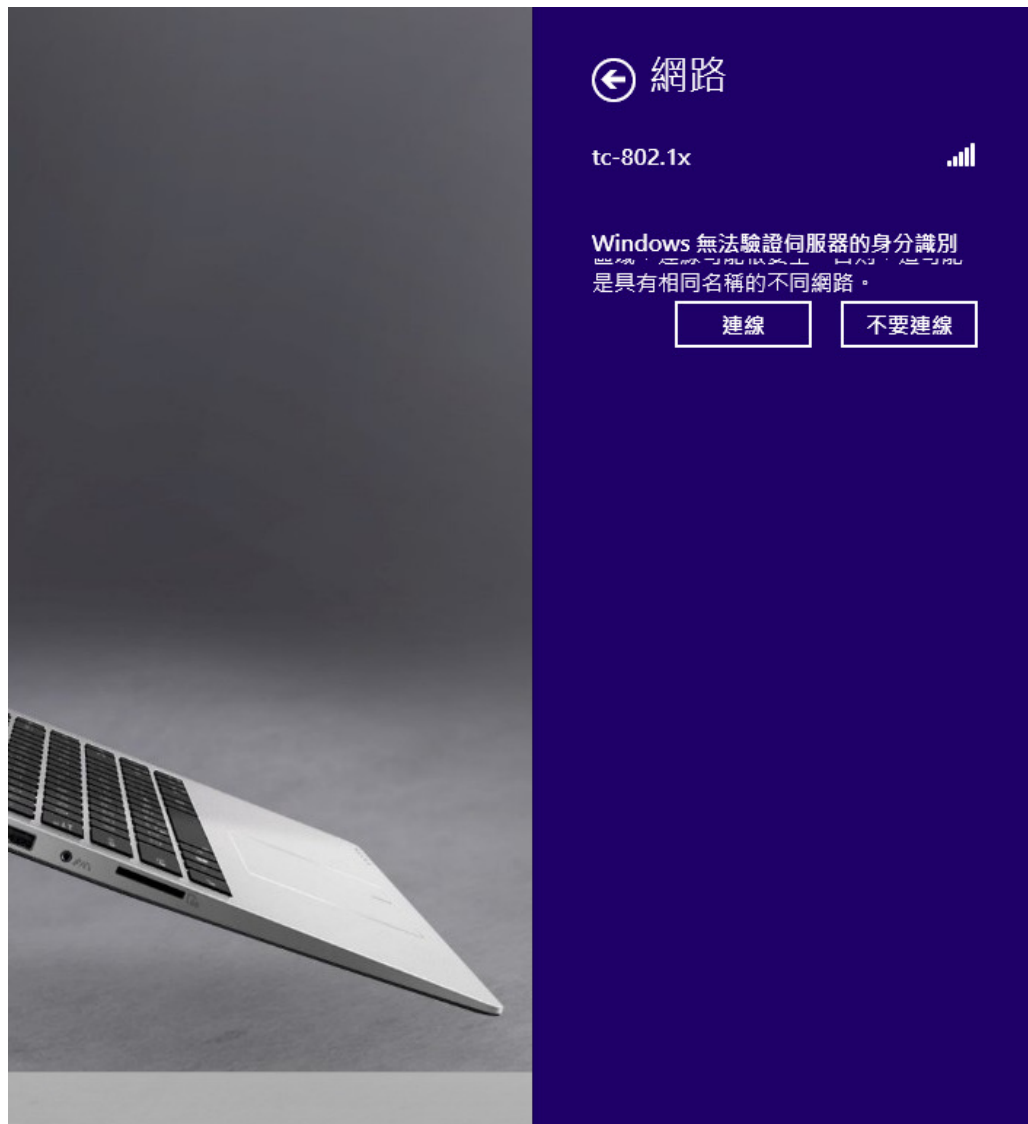 網路
tc-802.1x
Windows 無法驗證伺服器的身分識別
是具有相同名稱的不同網路。
連線
不要連線